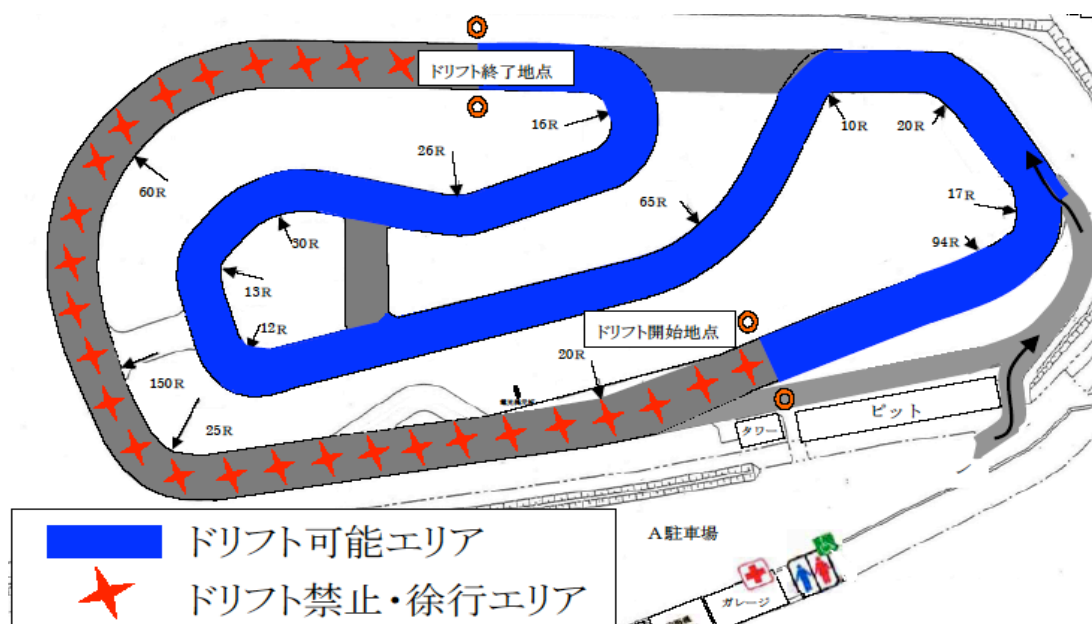 ドリフト終了地点
16R
10R
20R
26R
60R
65R
17R
30R
94R
13R
12R
ドリフト開始地点
20R
150R
25R
ピット
タワー
A駐車場
ドリフト可能エリア
ドリフト禁止・徐行エリア
ガレージ